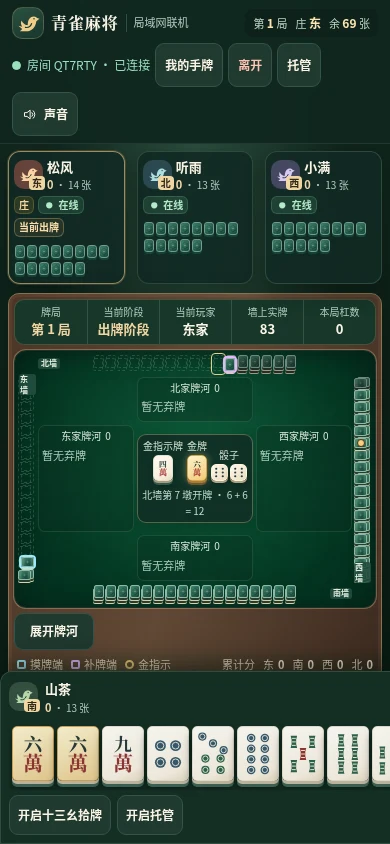 青雀麻将 局域网联机 第1局 庄东 余69张
房间 QT7RTY · 已连接 我的手牌 离开 托管
声音
松风 听雨 小满
东 0 · 14 张 北 0 · 13 张 西 0 · 13 张
庄 在线 在线 在线
当前出牌
牌局 当前阶段 当前玩家 墙上实牌 本局杠数
第 1 局 出牌阶段 东家 83 0
北墙
东墙
北家牌河 0
暂无弃牌
东家牌河 0 西家牌河 0
暂无弃牌 暂无弃牌
金指示牌 金牌 骰子
四萬 六萬
北墙第 7 墩开牌 · 6 + 6
= 12
南家牌河 0
暂无弃牌
西墙
南墙
展开牌河
摸牌端 补牌端 金指示 累计分 东 0 南 0 西 0 北 0
山茶
南 0 · 13 张
六萬 六萬 九萬
开启十三幺拾牌 开启托管